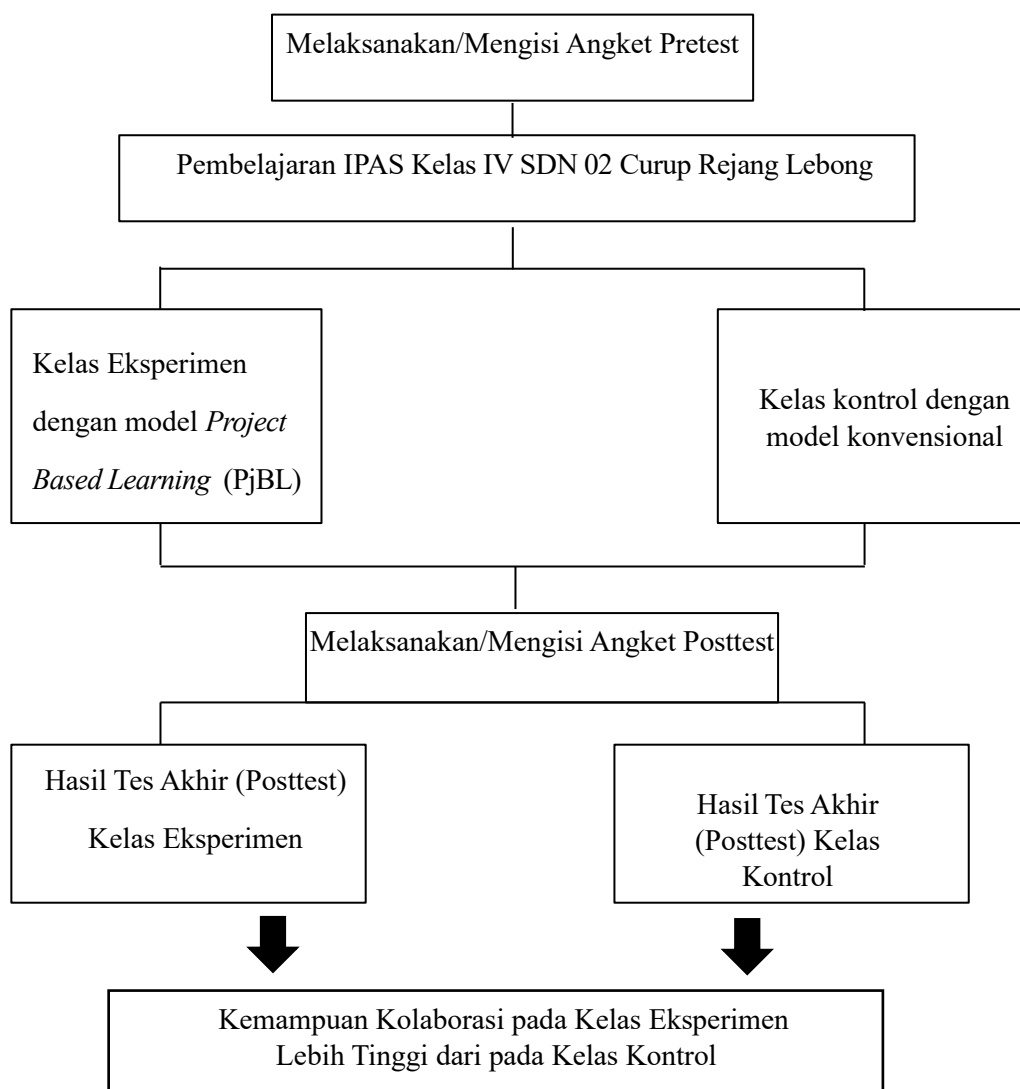 Melaksanakan/Mengisi Angket Pretest
Pembelajaran IPAS Kelas IV SDN 02 Curup Rejang Lebong
Kelas Eksperimen
dengan model Project
Based Learning (PjBL)
Kelas kontrol dengan
model konvensional
Melaksanakan/Mengisi Angket Posttest
Hasil Tes Akhir (Posttest)
Kelas Eksperimen
Hasil Tes Akhir
(Posttest) Kelas
Kontrol
Kemampuan Kolaborasi pada Kelas Eksperimen
Lebih Tinggi dari pada Kelas Kontrol